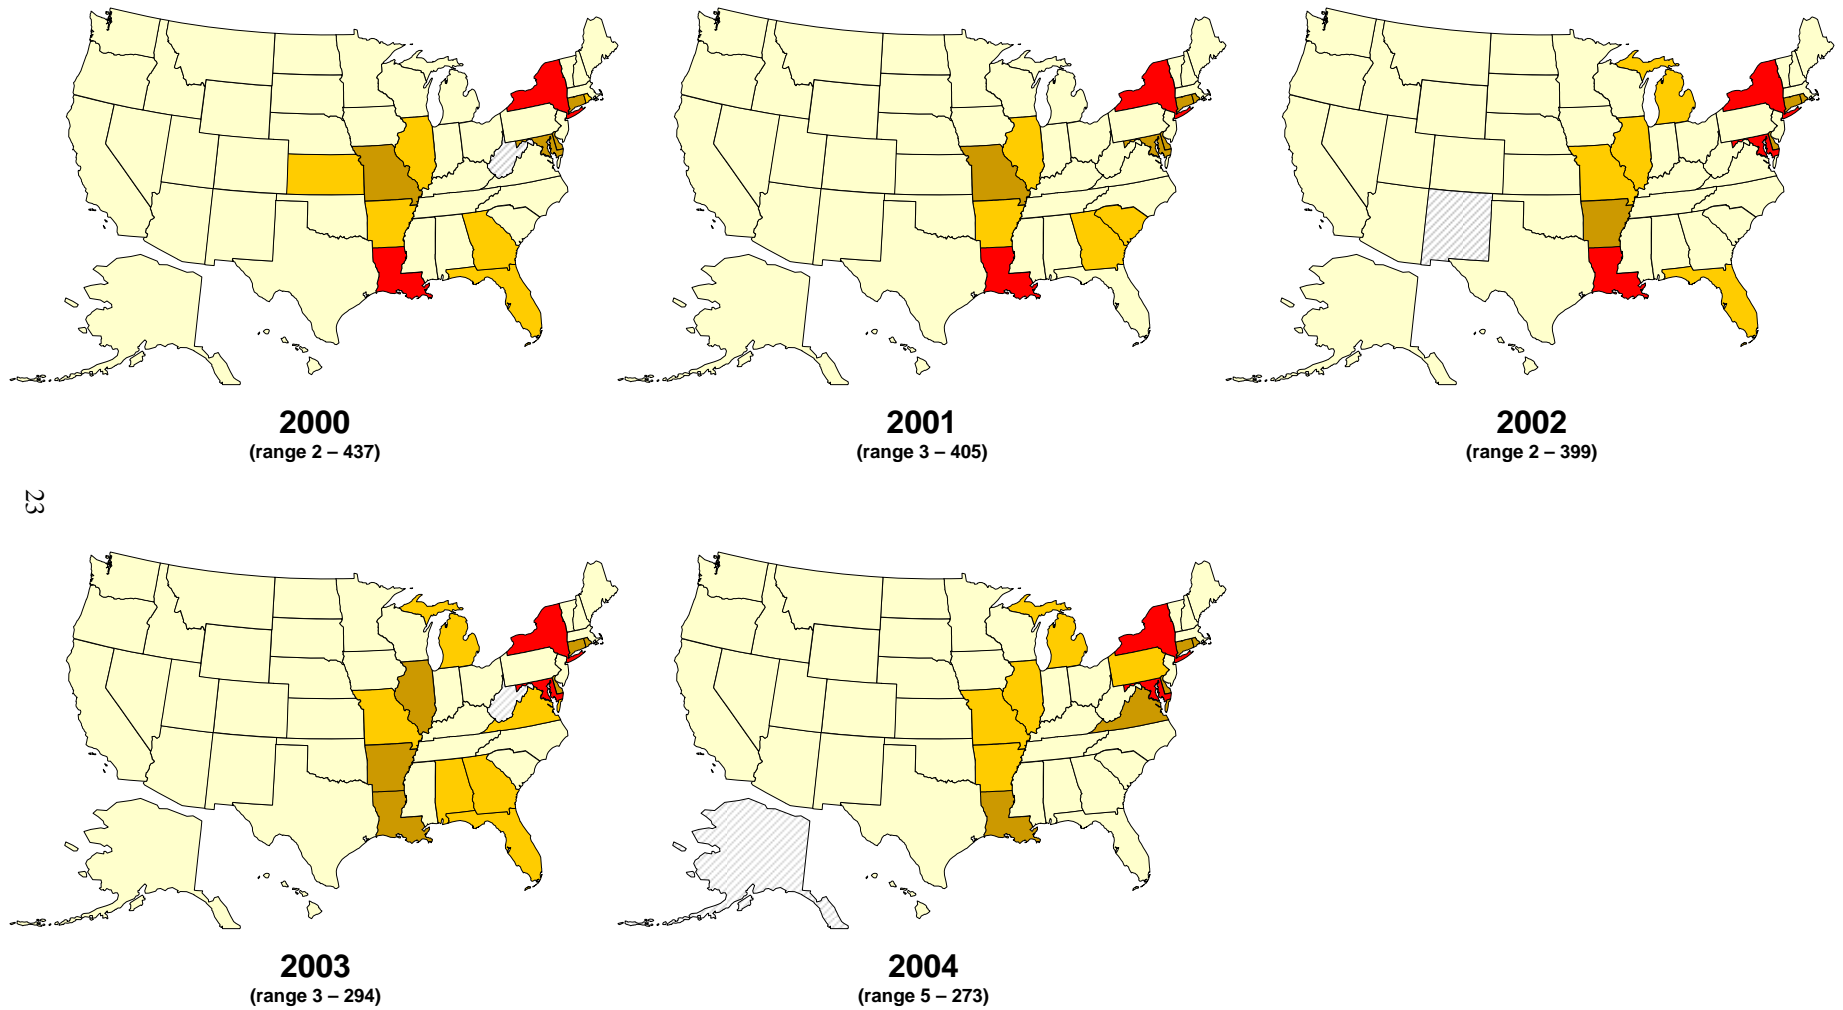 2000
(range 2 – 437)
2001
(range 3 – 405)
2002
(range 2 – 399)
23
2003
(range 3 – 294)
2004
(range 5 – 273)